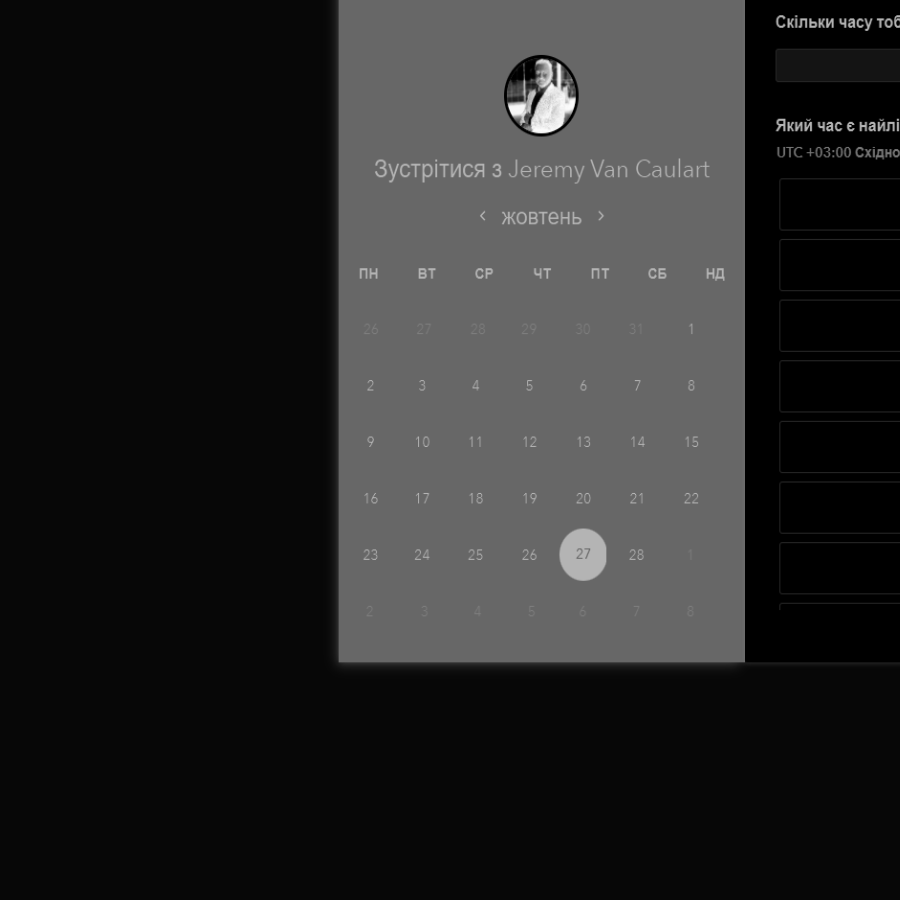 Зустрітися з Jeremy Van Caulart
‹ жовтень ›
ПН ВТ СР ЧТ ПТ СБ НД
26 27 28 29 30 31 1
2 3 4 5 6 7 8
9 10 11 12 13 14 15
16 17 18 19 20 21 22
23 24 25 26 27 28 1
2 3 4 5 6 7 8
Скільки часу
Який час є
UTC +03:00